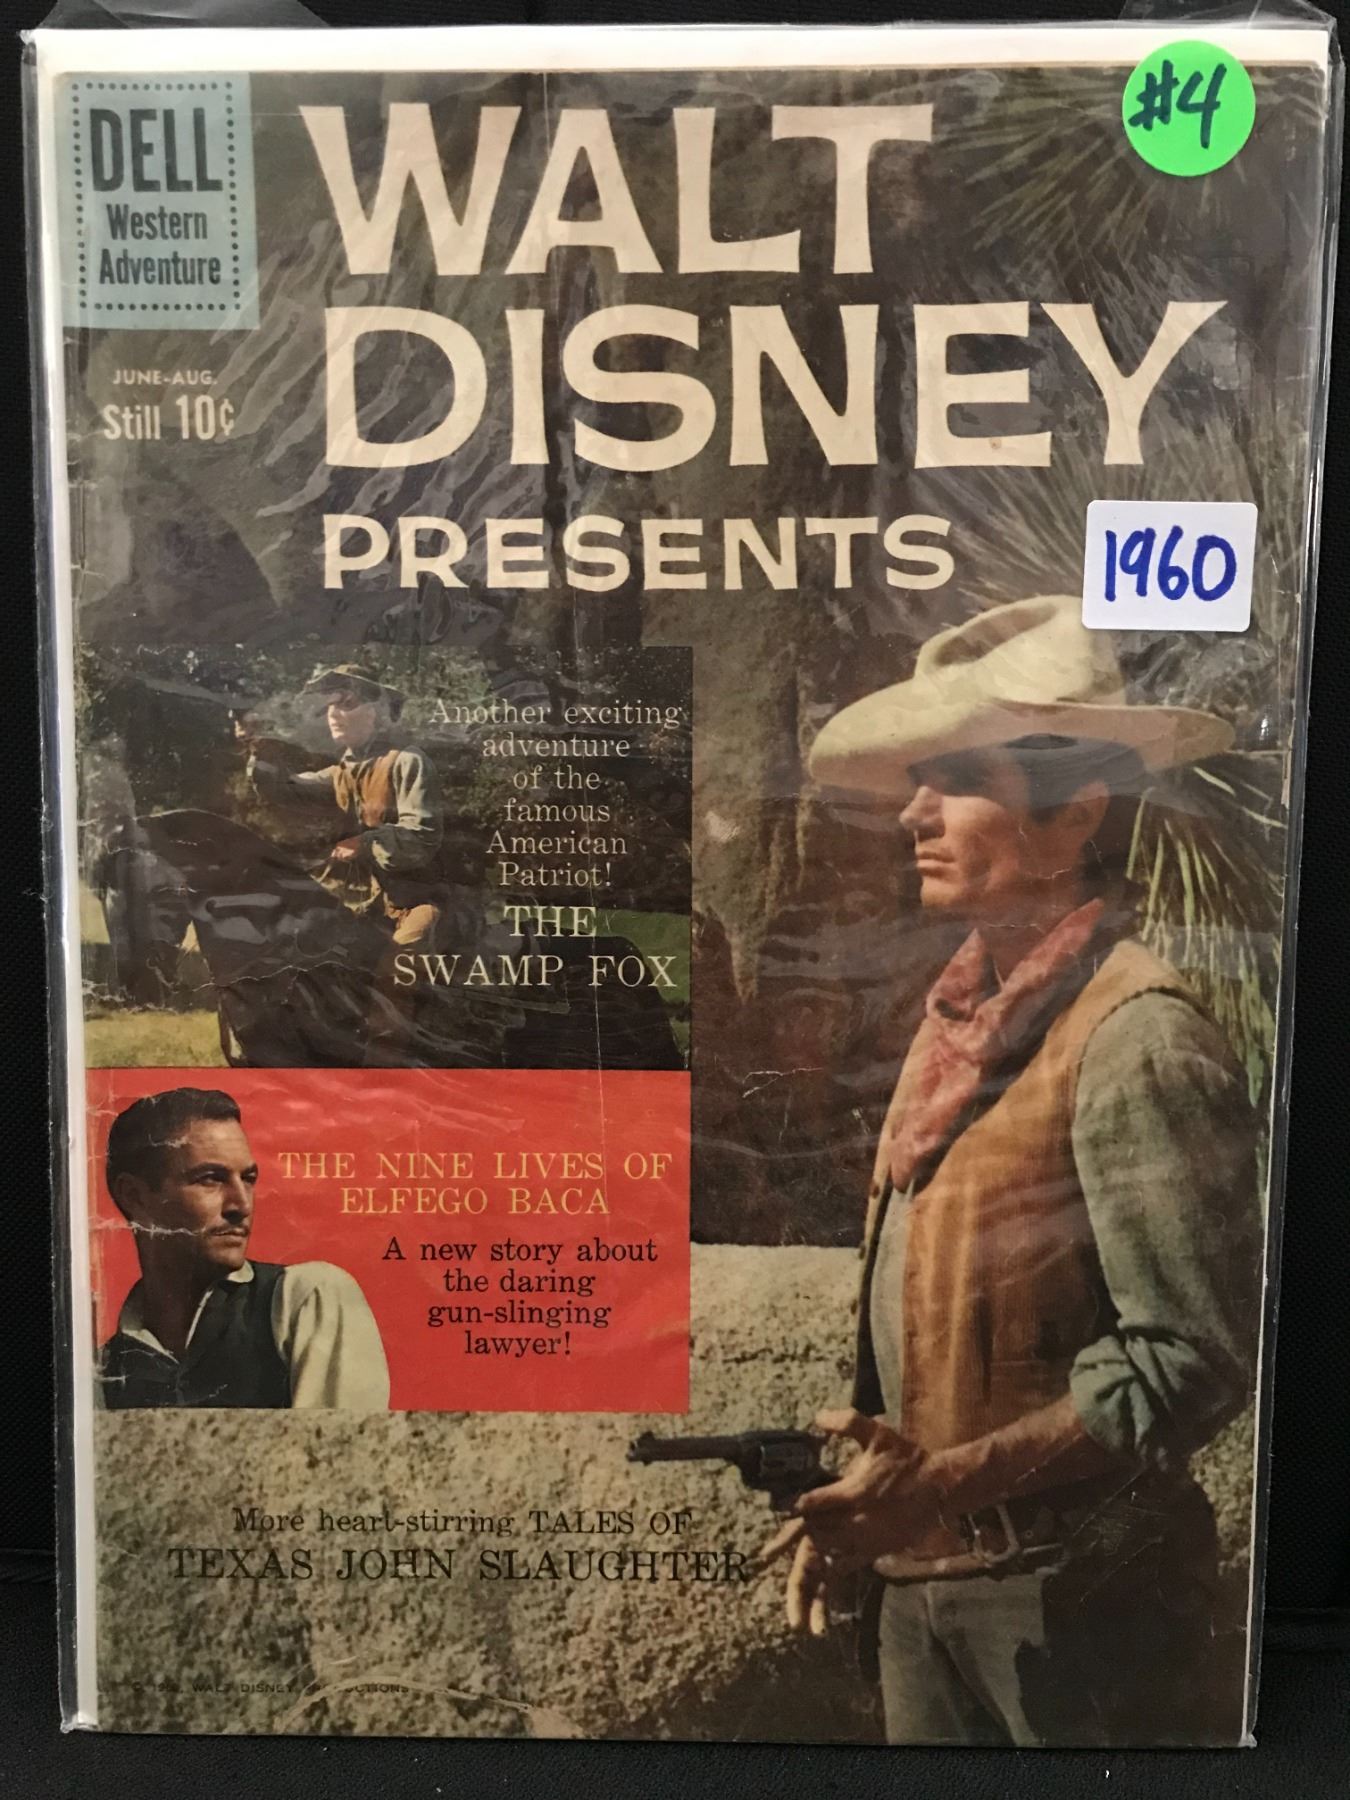 DELL
Western
Adventure
JUNE-AUG.
Still 10¢
#4
WALT
DISNEY
PRESENTS
1960
Another exciting
adventure
of the
famous
American
Patriot!
THE
SWAMP FOX
THE NINE LIVES OF
ELFEGO BACA
A new story about
the daring
gun-slinging
lawyer!
More heart-stirring TALES OF
TEXAS JOHN SLAUGHTER
WALT DISNEY